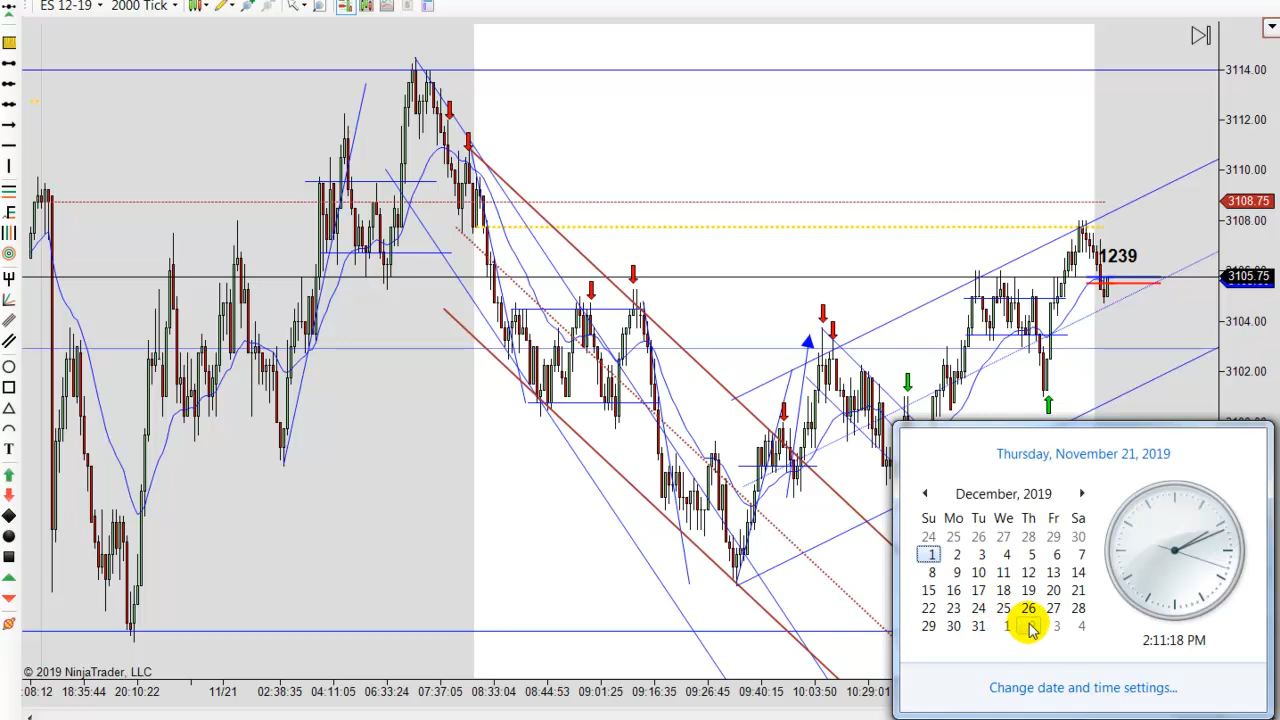 ES 12-19 2000 Tick
3114.00
3112.00
3110.00
3108.75
3108.00
1239
3105.75
3104.00
3102.00
Thursday, November 21, 2019
December, 2019
Su Mo Tu We Th Fr Sa
24 25 26 27 28 29 30
1 2 3 4 5 6 7
8 9 10 11 12 13 14
15 16 17 18 19 20 21
22 23 24 25 26 27 28
29 30 31 1 3 4
2:11:18 PM
Change date and time settings...
© 2019 NinjaTrader, LLC
:08:12 18:35:44 20:10:22 11/21 02:38:35 04:11:05 06:33:24 07:37:05 08:33:04 08:44:53 09:01:25 09:16:35 09:26:45 09:40:15 10:03:50 10:29:01
F
T